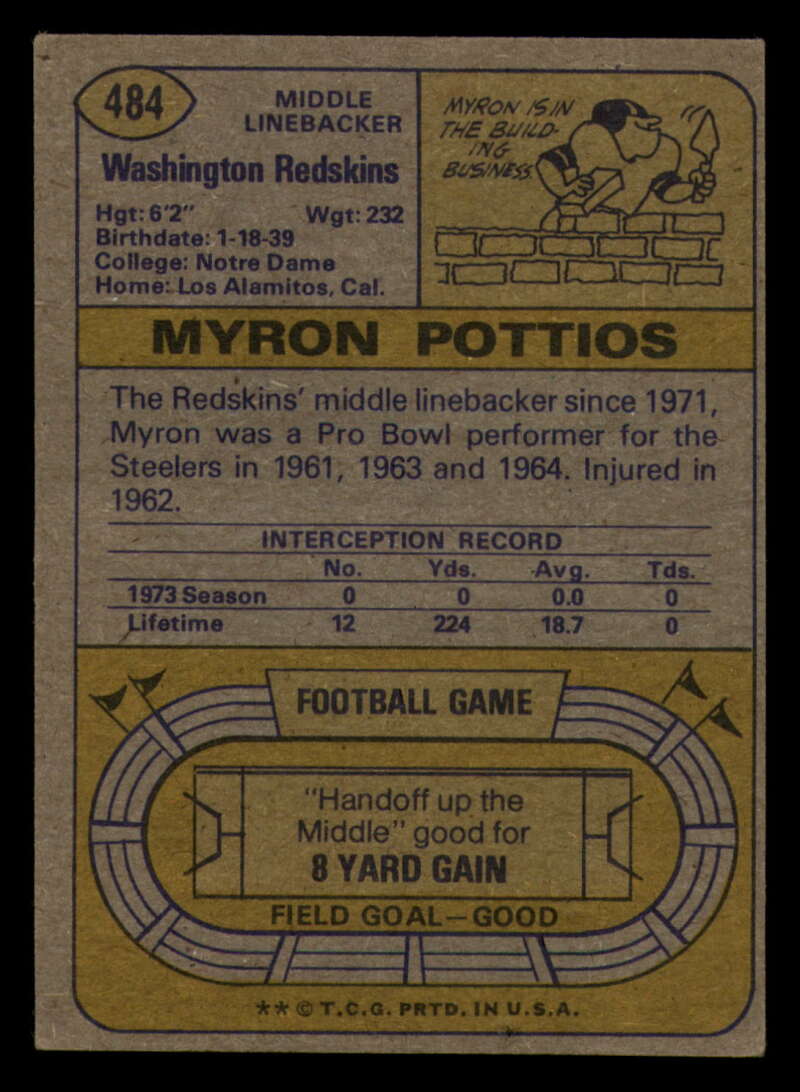 484
MIDDLE
LINEBACKER
Washington Redskins
Hgt: 6'2" Wgt: 232
Birthdate: 1-18-39
College: Notre Dame
Home: Los Alamitos, Cal.
MYRON IS IN
THE BUILD-
ING
BUSINESS.
MYRON POTTIOS
The Redskins' middle linebacker since 1971,
Myron was a Pro Bowl performer for the
Steelers in 1961, 1963 and 1964. Injured in
1962.
INTERCEPTION RECORD
No. Yds. Avg. Tds.
1973 Season 0 0 0.0 0
Lifetime 12 224 18.7 0
FOOTBALL GAME
"Handoff up the
Middle" good for
8 YARD GAIN
FIELD GOAL—GOOD
** © T.C.G. PRTD. IN U.S.A.